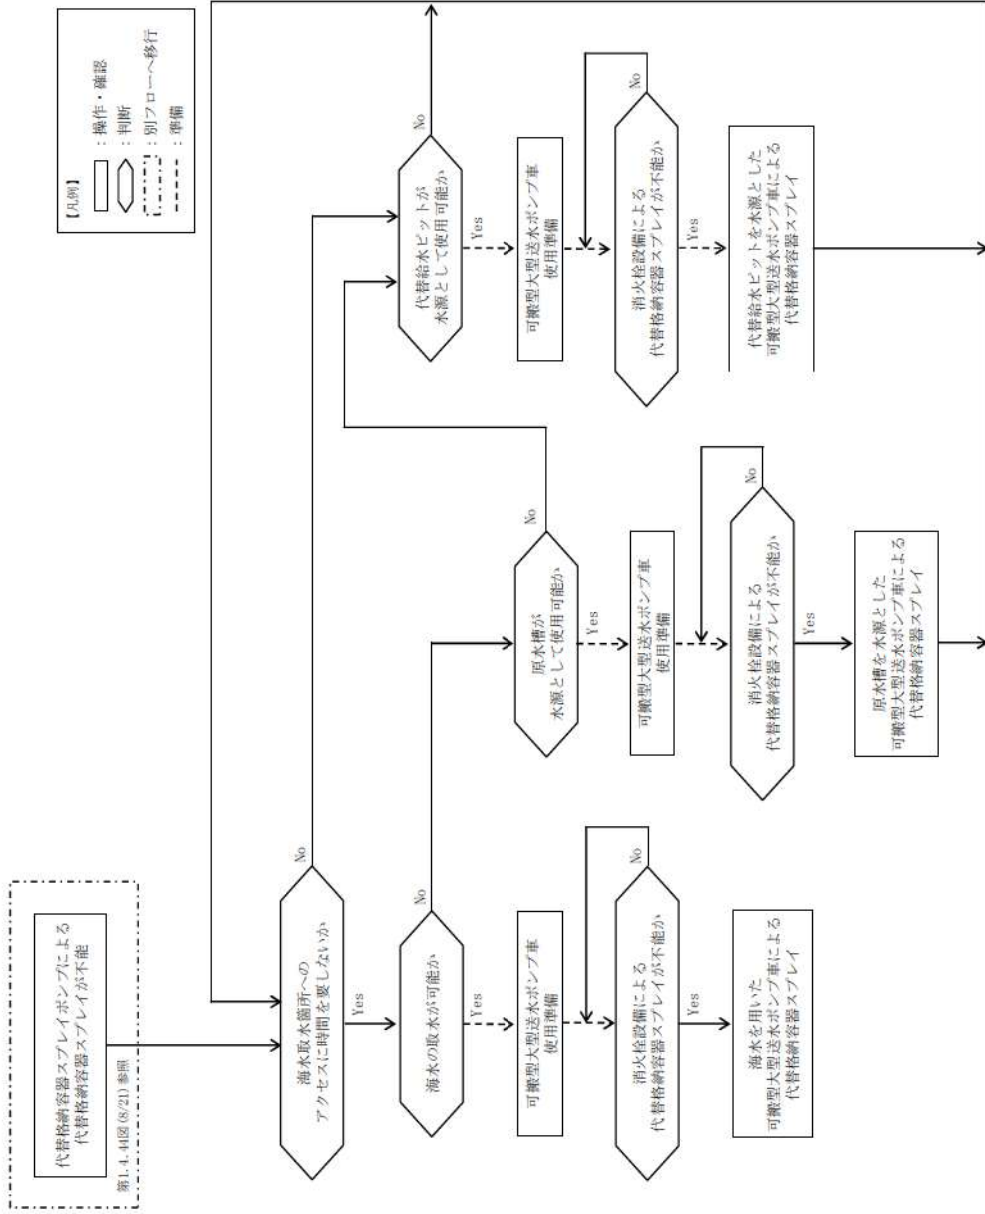 代替格納容器スプレイポンプによる
代替格納容器スプレイが不能
第1.4.44図(8/21)参照
【凡例】
：操作・確認
：判断
：別フローへ移行
：準備
海水取水箇所への
アクセスに時間を要しないか
No
Yes
海水の取水が可能か
No
Yes
可搬型大型送水ポンプ車
使用準備
消火栓設備による
代替格納容器スプレイが不能か
No
Yes
海水を用いた
可搬型大型送水ポンプ車による
代替格納容器スプレイ
原水槽が
水源として使用可能か
No
Yes
可搬型大型送水ポンプ車
使用準備
消火栓設備による
代替格納容器スプレイが不能か
No
Yes
原水槽を水源とした
可搬型大型送水ポンプ車による
代替格納容器スプレイ
代替給水ピットが
水源として使用可能か
No
Yes
可搬型大型送水ポンプ車
使用準備
消火栓設備による
代替格納容器スプレイが不能か
No
Yes
代替給水ピットを水源とした
可搬型大型送水ポンプ車による
代替格納容器スプレイ